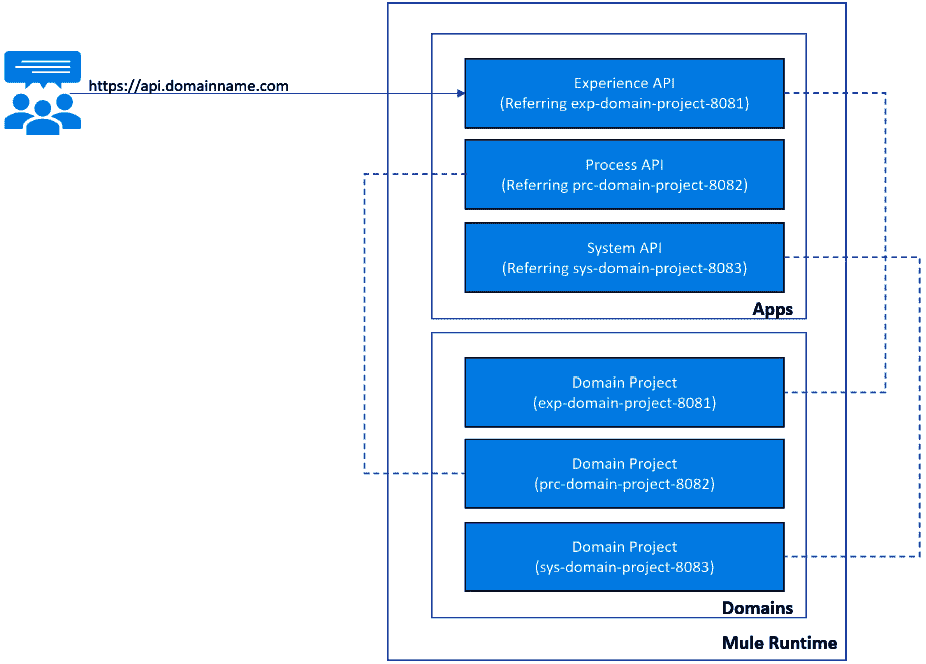 https://api.domainname.com
Experience API
(Referring exp-domain-project-8081)
Process API
(Referring prc-domain-project-8082)
System API
(Referring sys-domain-project-8083)
Apps
Domain Project
(exp-domain-project-8081)
Domain Project
(prc-domain-project-8082)
Domain Project
(sys-domain-project-8083)
Domains
Mule Runtime